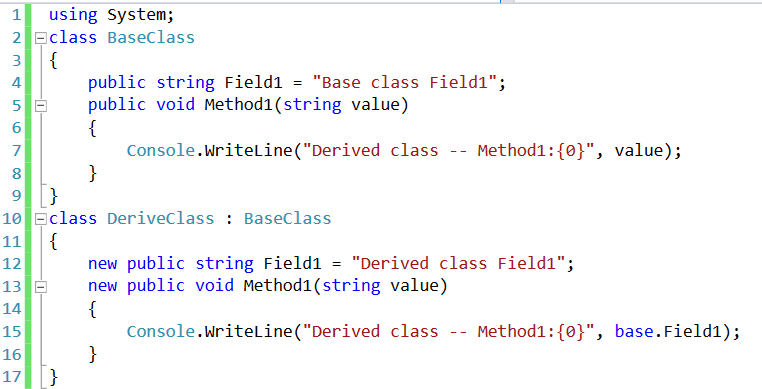 1 using System;
2 class BaseClass
3 {
4 public string Field1 = "Base class Field1";
5 public void Method1(string value)
6 {
7 Console.WriteLine("Derived class -- Method1:{0}", value);
8 }
9 }
10 class DeriveClass : BaseClass
11 {
12 new public string Field1 = "Derived class Field1";
13 new public void Method1(string value)
14 {
15 Console.WriteLine("Derived class -- Method1:{0}", base.Field1);
16 }
17 }